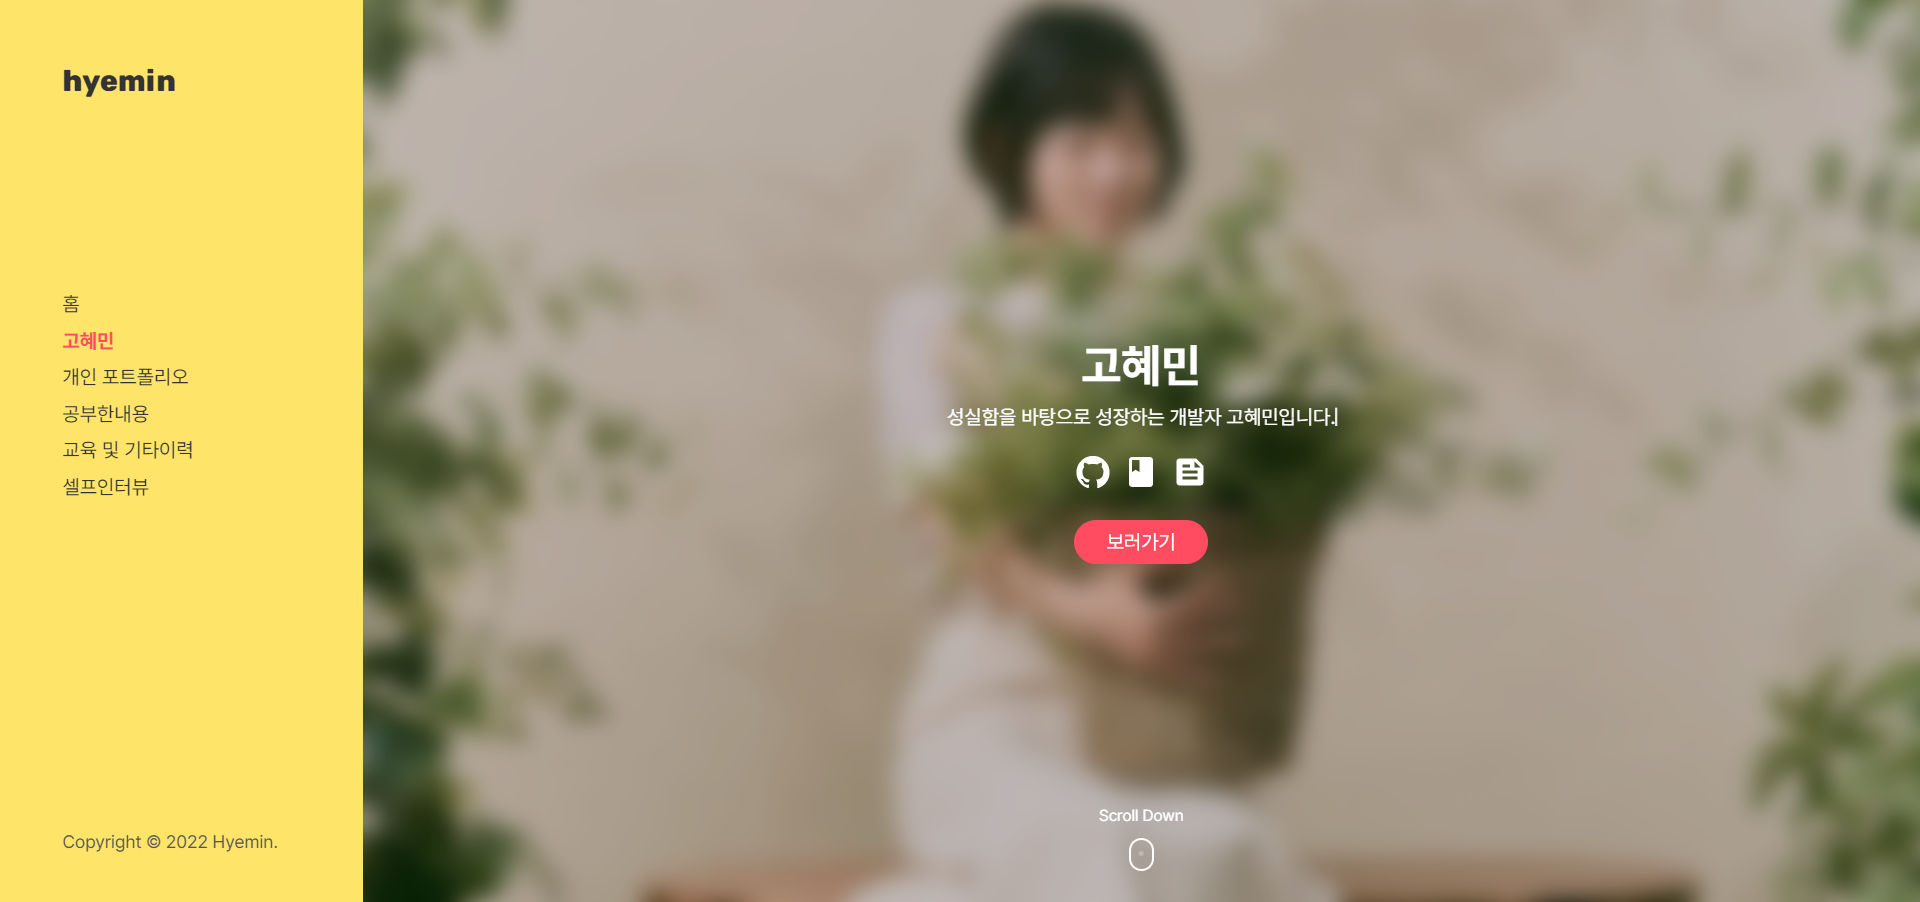 hyemin
홈
고혜민
개인 포트폴리오
공부한내용
교육 및 기타이력
셀프인터뷰
Copyright © 2022 Hyemin.
고혜민
성실함을 바탕으로 성장하는 개발자 고혜민입니다.|
보러가기
Scroll Down